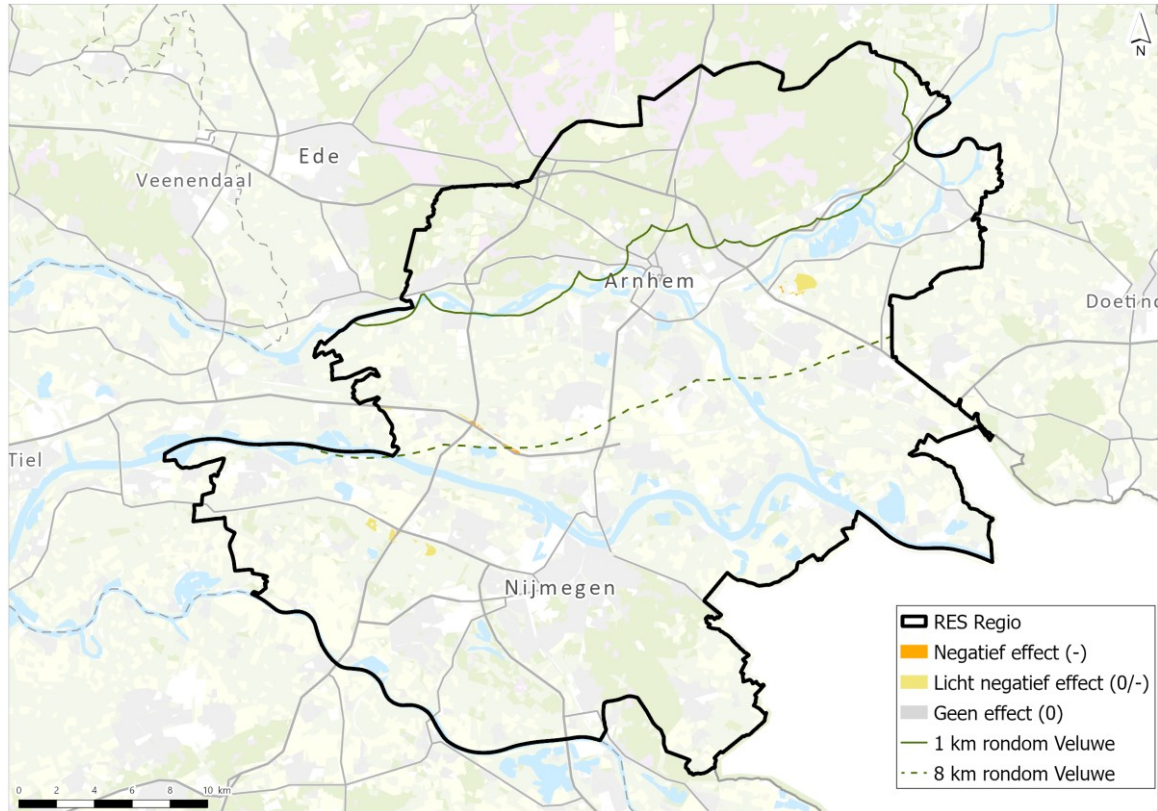 N
Ede
Veenendaal
Arnhem
Doetinc
Tiel
Nijmegen
RES Regio
Negatief effect (-)
Licht negatief effect (0/-)
Geen effect (0)
1 km rondom Veluwe
8 km rondom Veluwe
0 2 4 6 8 10 km